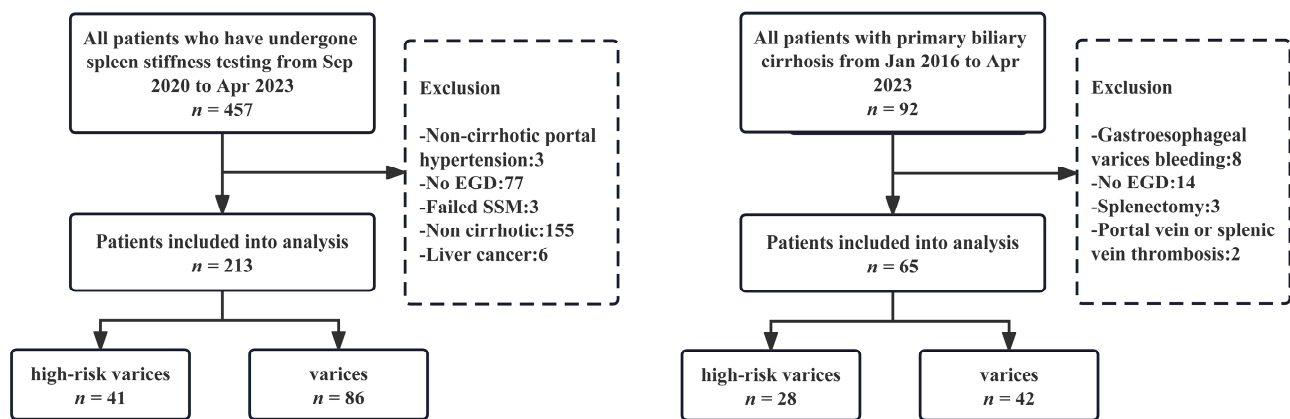 All patients who have undergone
spleen stiffness testing from Sep
2020 to Apr 2023
n = 457
Exclusion
-Non-cirrhotic portal
hypertension:3
-No EGD:77
-Failed SSM:3
-Non cirrhotic:155
-Liver cancer:6
Patients included into analysis
n = 213
high-risk varices
n = 41
varices
n = 86
All patients with primary biliary
cirrhosis from Jan 2016 to Apr
2023
n = 92
Exclusion
-Gastroesophageal
varices bleeding:8
-No EGD:14
-Splenectomy:3
-Portal vein or splenic
vein thrombosis:2
Patients included into analysis
n = 65
high-risk varices
n = 28
varices
n = 42